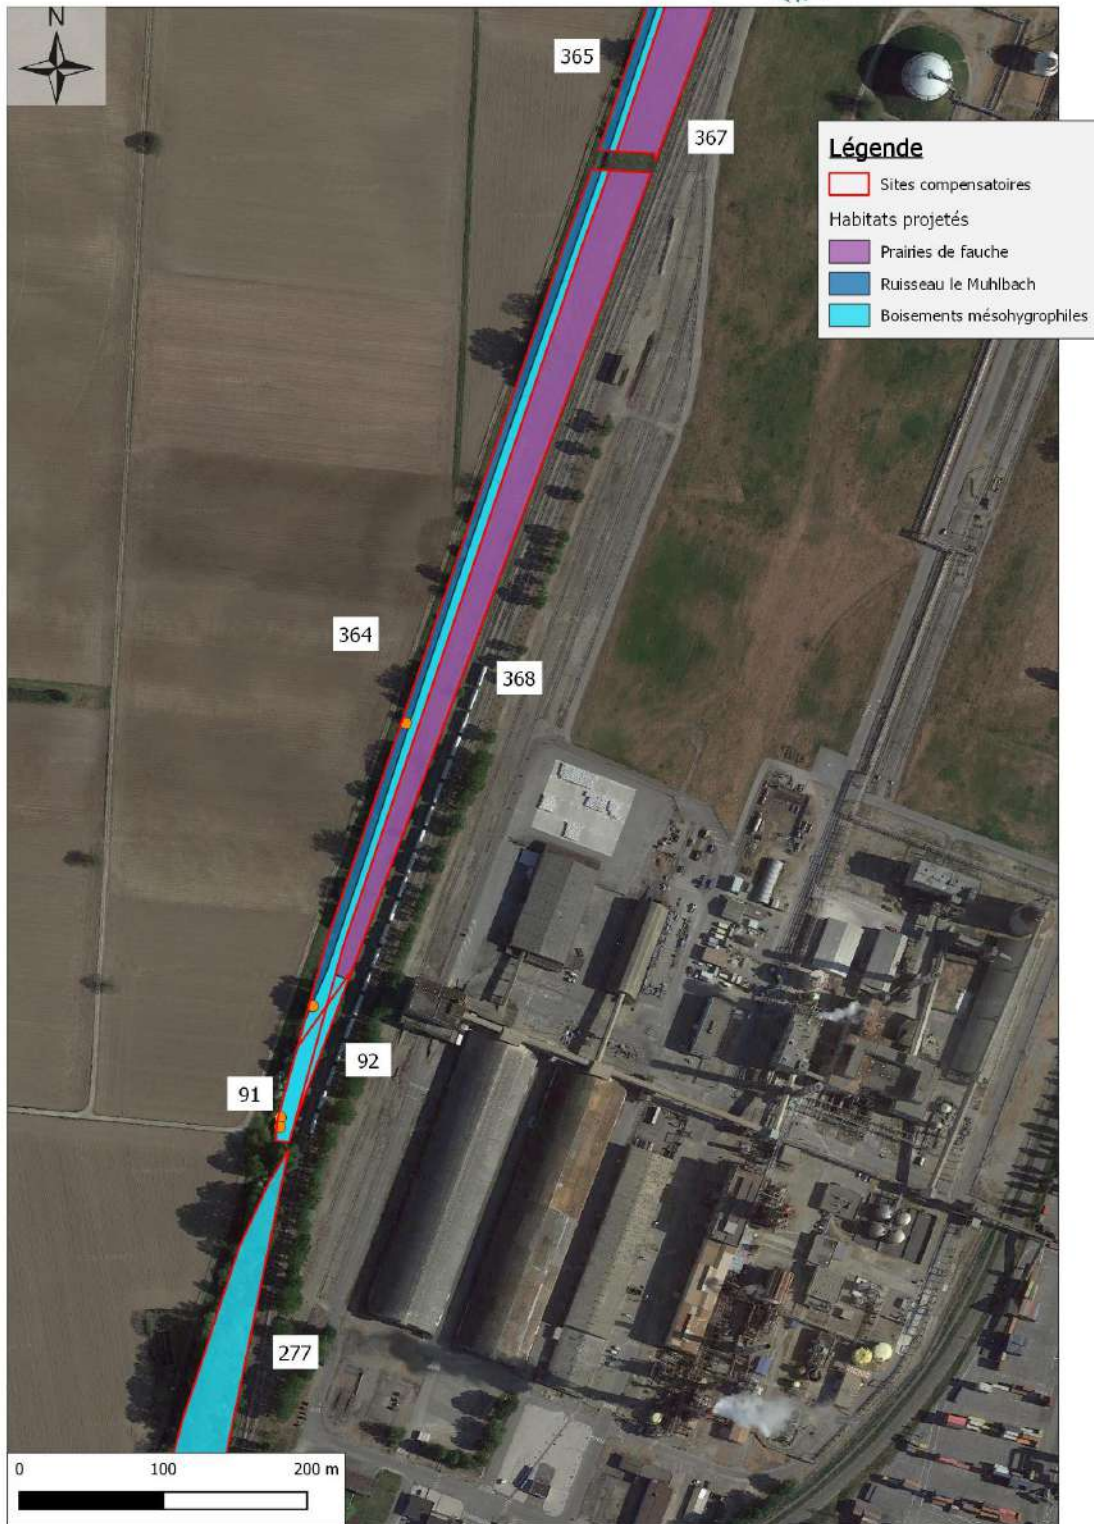 N
365
367
Légende
Sites compensatoires
Habitats projetés
Prairies de fauche
Ruisseau le Muhlbach
Boisements mésohygrophiles
364
368
92
91
277
0 100 200 m